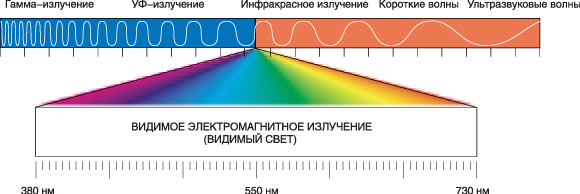 Гамма–излучение УФ–излучение Инфракрасное излучение Короткие волны Ультразвуковые волны
ВИДИМОЕ ЭЛЕКТРОМАГНИТНОЕ ИЗЛУЧЕНИЕ
(ВИДИМЫЙ СВЕТ)
380 нм 550 нм 730 нм